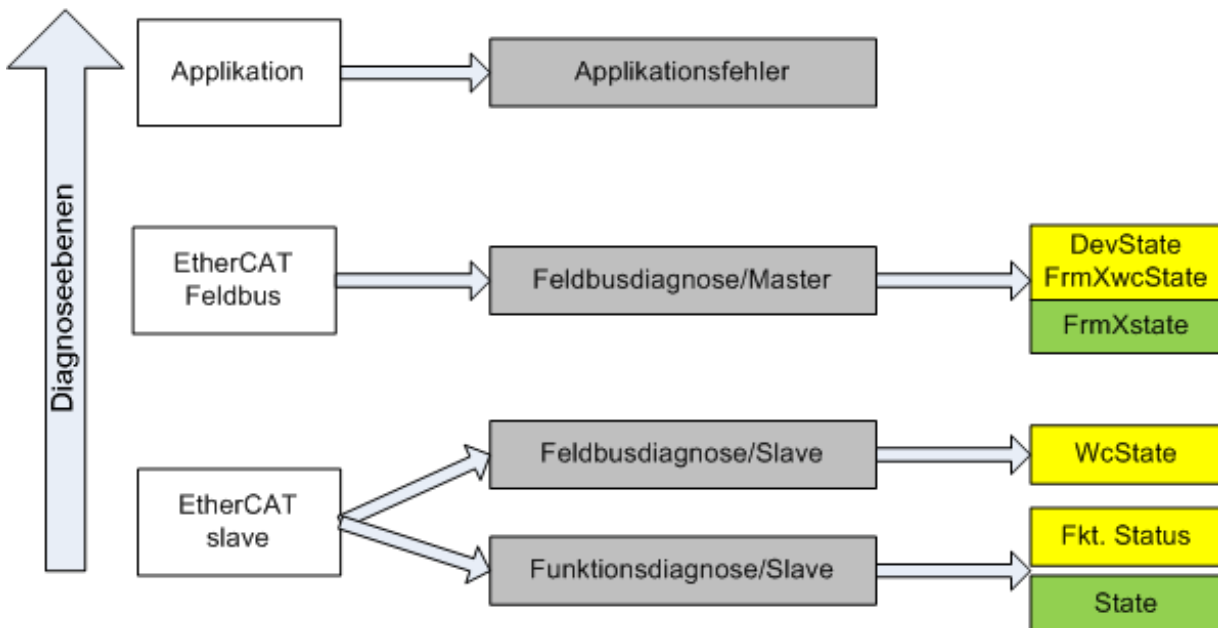 Diagnoseebenen
Applikation
Applikationsfehler
EtherCAT
Feldbus
Feldbusdiagnose/Master
DevState
FrmXwcState
FrmXstate
EtherCAT
slave
Feldbusdiagnose/Slave
WcState
Funktionsdiagnose/Slave
Fkt. Status
State